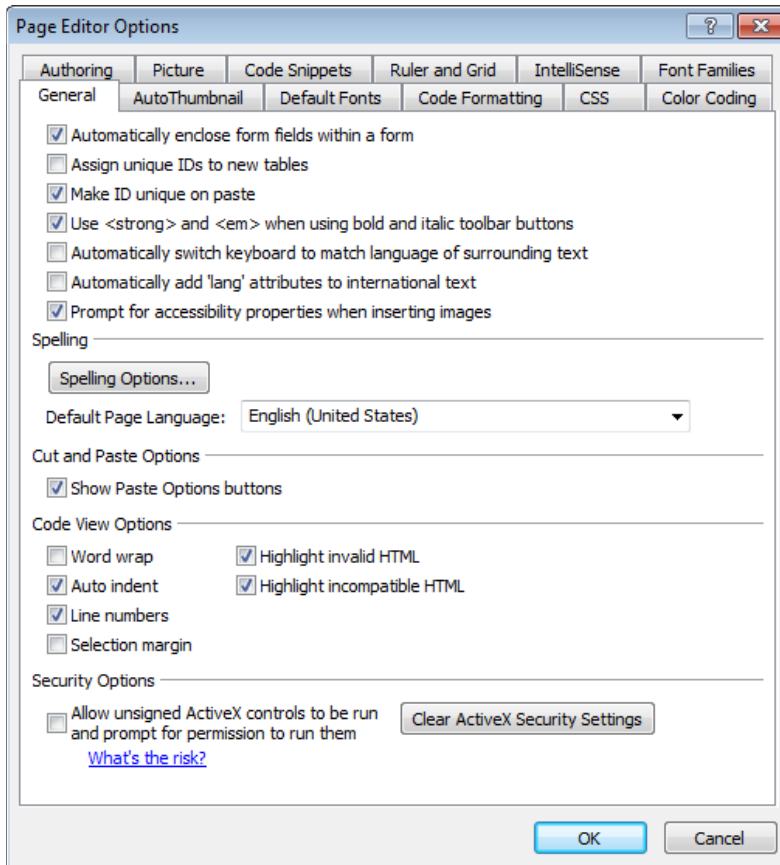 Page Editor Options
Authoring Picture Code Snippets Ruler and Grid IntelliSense Font Families
General AutoThumbnail Default Fonts Code Formatting CSS Color Coding
Automatically enclose form fields within a form
Assign unique IDs to new tables
Make ID unique on paste
Use <strong> and <em> when using bold and italic toolbar buttons
Automatically switch keyboard to match language of surrounding text
Automatically add 'lang' attributes to international text
Prompt for accessibility properties when inserting images
Spelling
Spelling Options...
Default Page Language: English (United States)
Cut and Paste Options
Show Paste Options buttons
Code View Options
Word wrap Highlight invalid HTML
Auto indent Highlight incompatible HTML
Line numbers
Selection margin
Security Options
Allow unsigned ActiveX controls to be run
and prompt for permission to run them
Clear ActiveX Security Settings
What's the risk?
OK Cancel